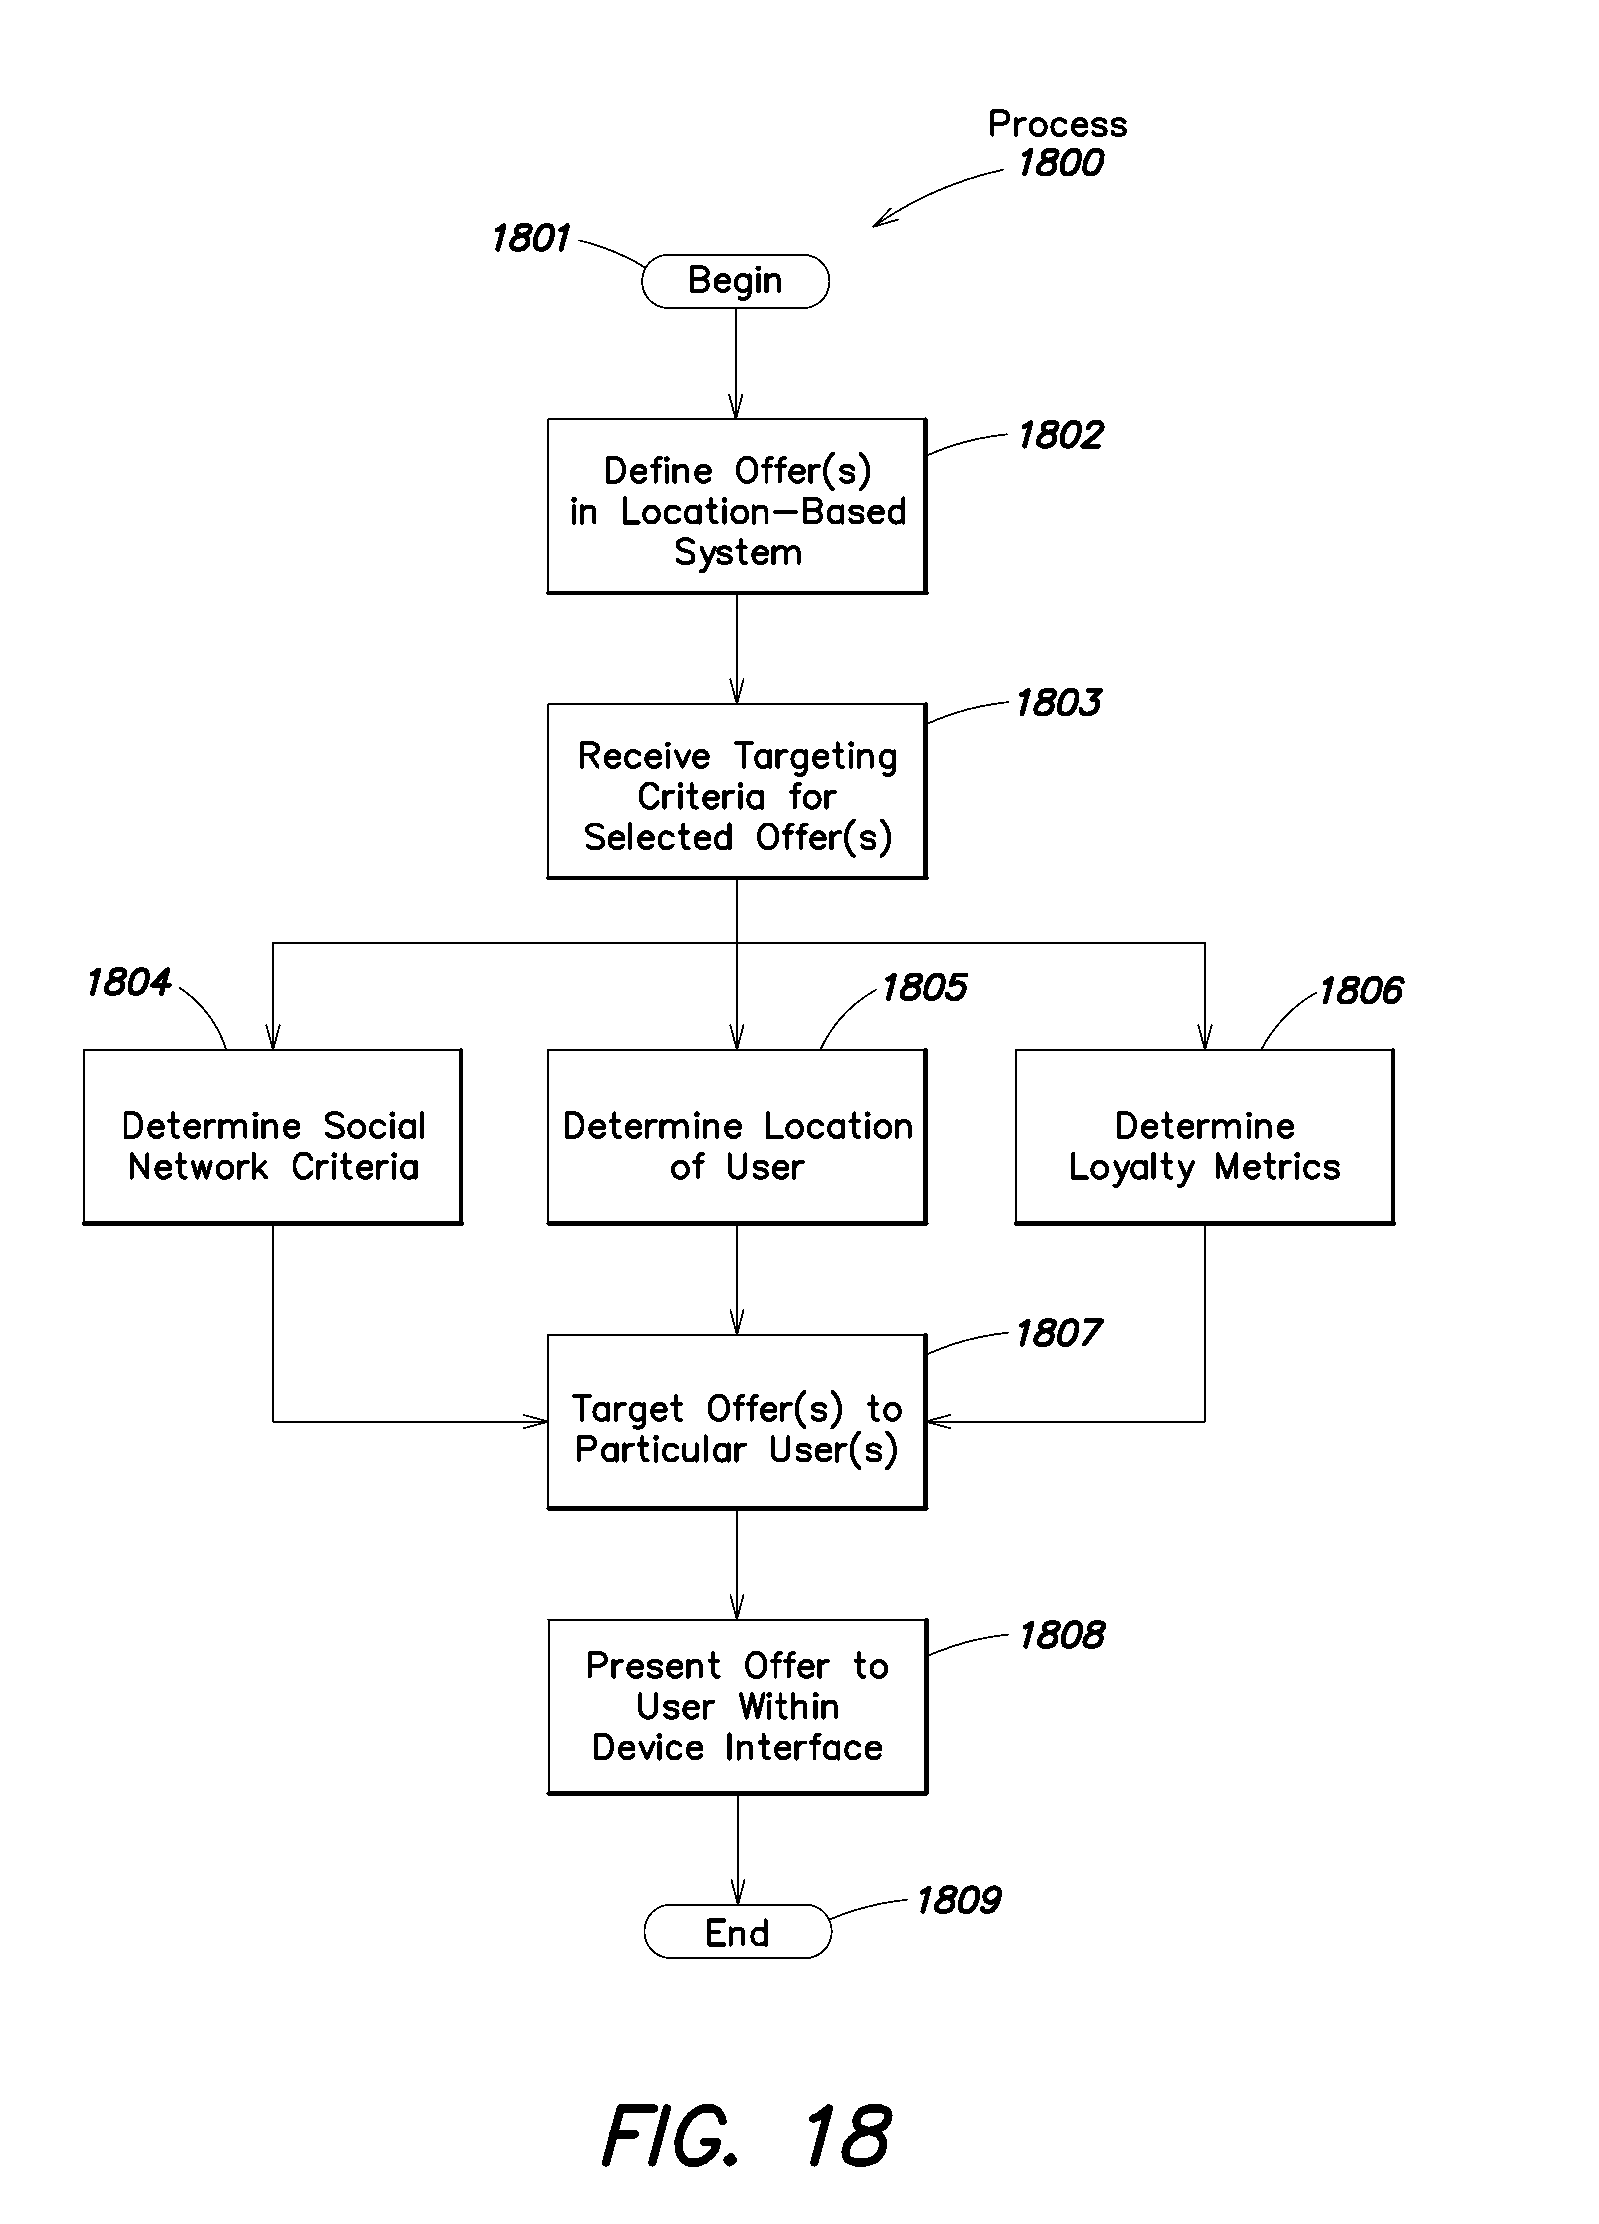 Process
1800
1801
Begin
1802
Define Offer(s)
in Location-Based
System
1803
Receive Targeting
Criteria for
Selected Offer(s)
1804
1805
1806
Determine Social
Network Criteria
Determine Location
of User
Determine
Loyalty Metrics
1807
Target Offer(s) to
Particular User(s)
1808
Present Offer to
User Within
Device Interface
1809
End
FIG. 18